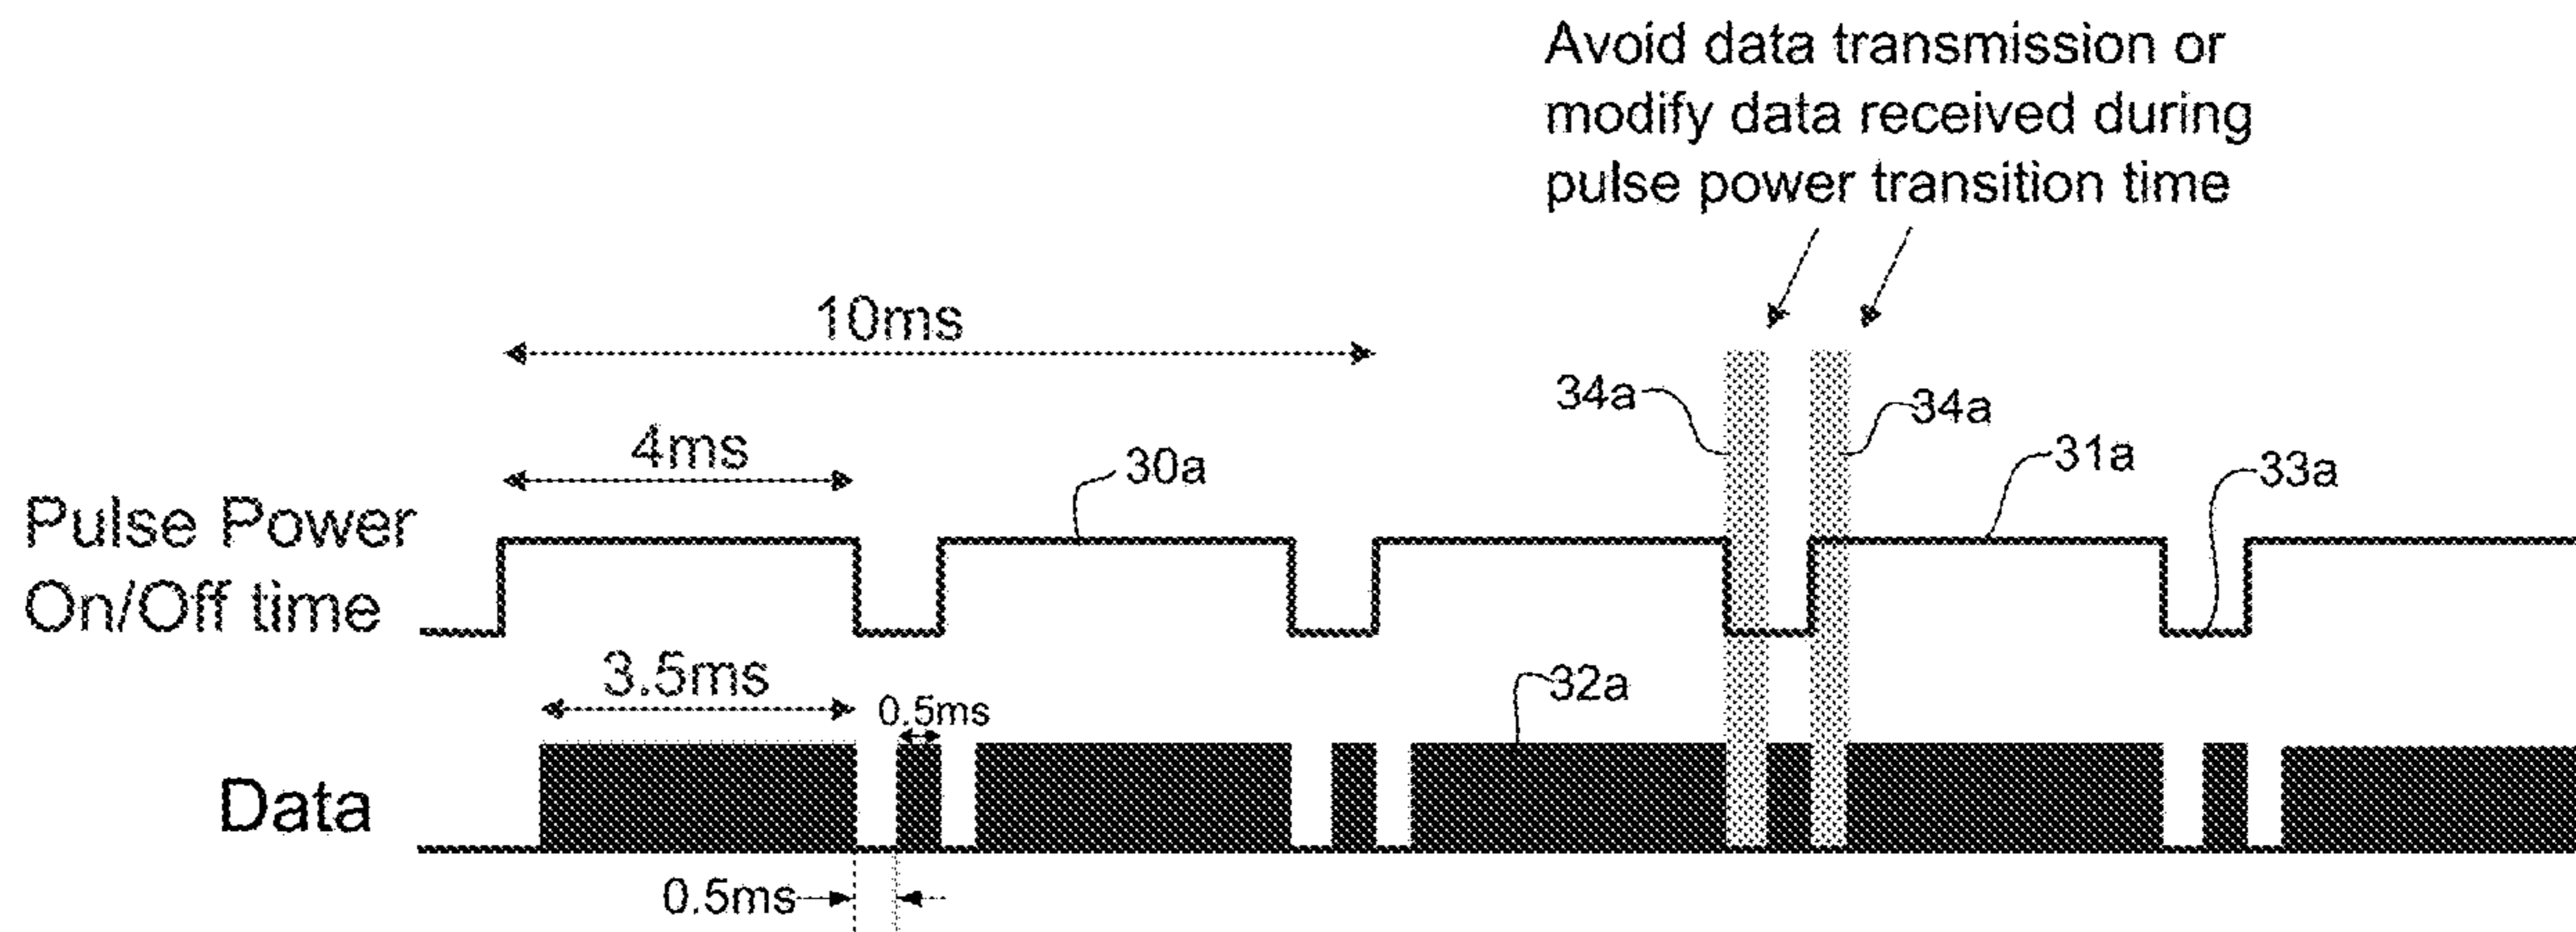 Avoid data transmission or
modify data received during
pulse power transition time
10ms
34a
34a
4ms
30a
31a
33a
Pulse Power
On/Off time
3.5ms
0.5ms
32a
Data
0.5ms